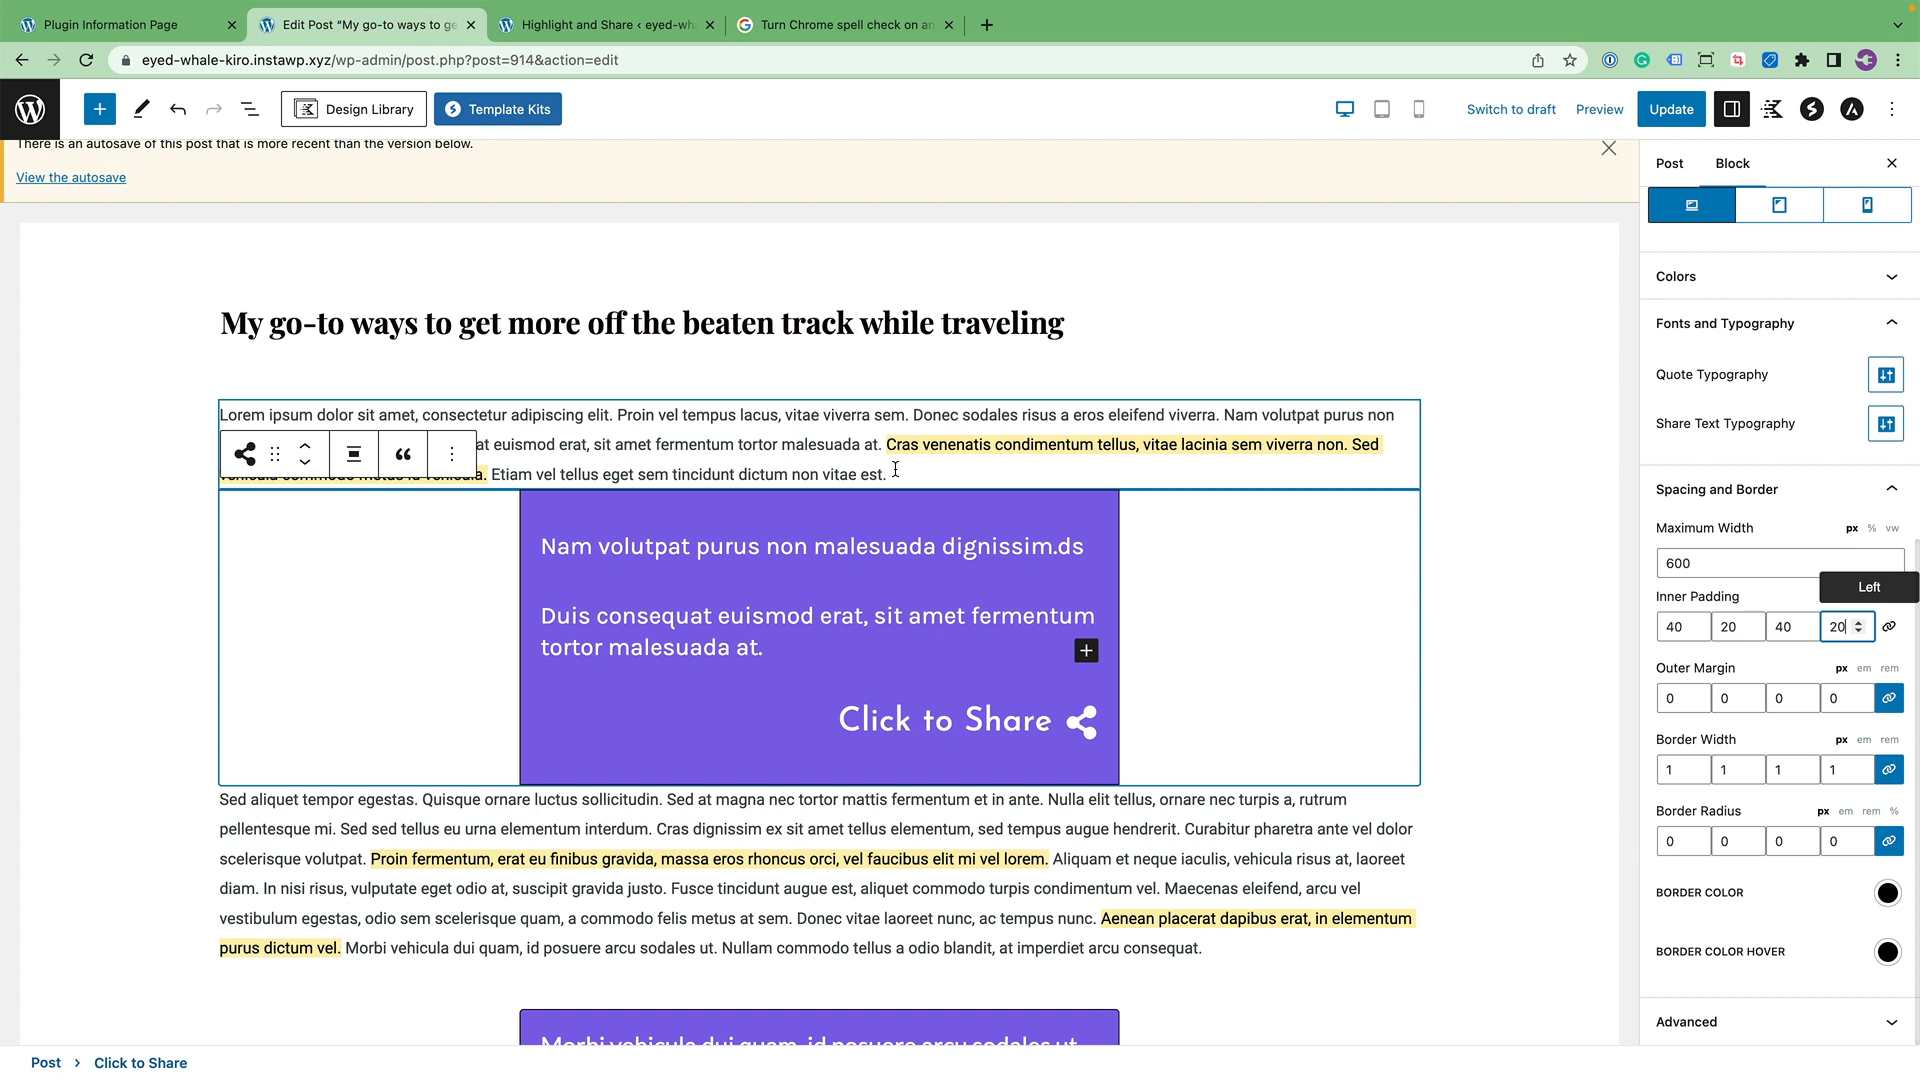 Plugin Information Page
Edit Post “My go-to ways to ge
Highlight and Share ‹ eyed-wh
Turn Chrome spell check on an
eyed-whale-kiro.instawp.xyz/wp-admin/post.php?post=914&action=edit
Design Library
Template Kits
Switch to draft
Preview
Update
There is an autosave of this post that is more recent than the version below.
View the autosave
Post
Block
My go-to ways to get more off the beaten track while traveling
Lorem ipsum dolor sit amet, consectetur adipiscing elit. Proin vel tempus lacus, vitae viverra sem. Donec sodales risus a eros eleifend viverra. Nam volutpat purus non
at euismod erat, sit amet fermentum tortor malesuada at. Cras venenatis condimentum tellus, vitae lacinia sem viverra non. Sed
Etiam vel tellus eget sem tincidunt dictum non vitae est.
Nam volutpat purus non malesuada dignissim.ds
Duis consequat euismod erat, sit amet fermentum
tortor malesuada at.
Click to Share
Sed aliquet tempor egestas. Quisque ornare luctus sollicitudin. Sed at magna nec tortor mattis fermentum et in ante. Nulla elit tellus, ornare nec turpis a, rutrum
pellentesque mi. Sed sed tellus eu urna elementum interdum. Cras dignissim ex sit amet tellus elementum, sed tempus augue hendrerit. Curabitur pharetra ante vel dolor
scelerisque volutpat. Proin fermentum, erat eu finibus gravida, massa eros rhoncus orci, vel faucibus elit mi vel lorem. Aliquam et neque iaculis, vehicula risus at, laoreet
diam. In nisi risus, vulputate eget odio at, suscipit gravida justo. Fusce tincidunt augue est, aliquet commodo turpis condimentum vel. Maecenas eleifend, arcu vel
vestibulum egestas, odio sem scelerisque quam, a commodo felis metus at sem. Donec vitae laoreet nunc, ac tempus nunc. Aenean placerat dapibus erat, in elementum
purus dictum vel. Morbi vehicula dui quam, id posuere arcu sodales ut. Nullam commodo tellus a odio blandit, at imperdiet arcu consequat.
Morbi vehicula dui quam, id posuere arcu sodales ut.
Colors
Fonts and Typography
Quote Typography
Share Text Typography
Spacing and Border
Maximum Width px % vw
600
Left
Inner Padding
40 20 40 20
Outer Margin px em rem
0 0 0 0
Border Width px em rem
1 1 1 1
Border Radius px em rem %
0 0 0 0
BORDER COLOR
BORDER COLOR HOVER
Advanced
Post › Click to Share